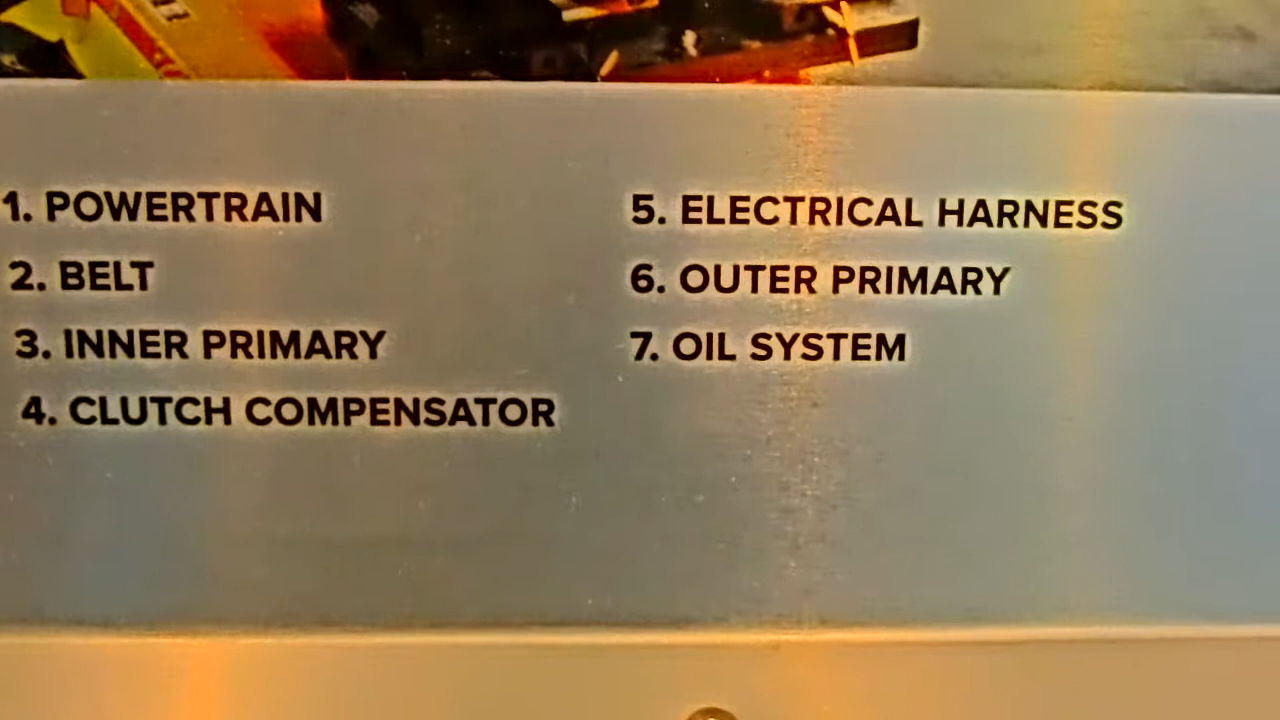 1. POWERTRAIN
2. BELT
3. INNER PRIMARY
4. CLUTCH COMPENSATOR
5. ELECTRICAL HARNESS
6. OUTER PRIMARY
7. OIL SYSTEM